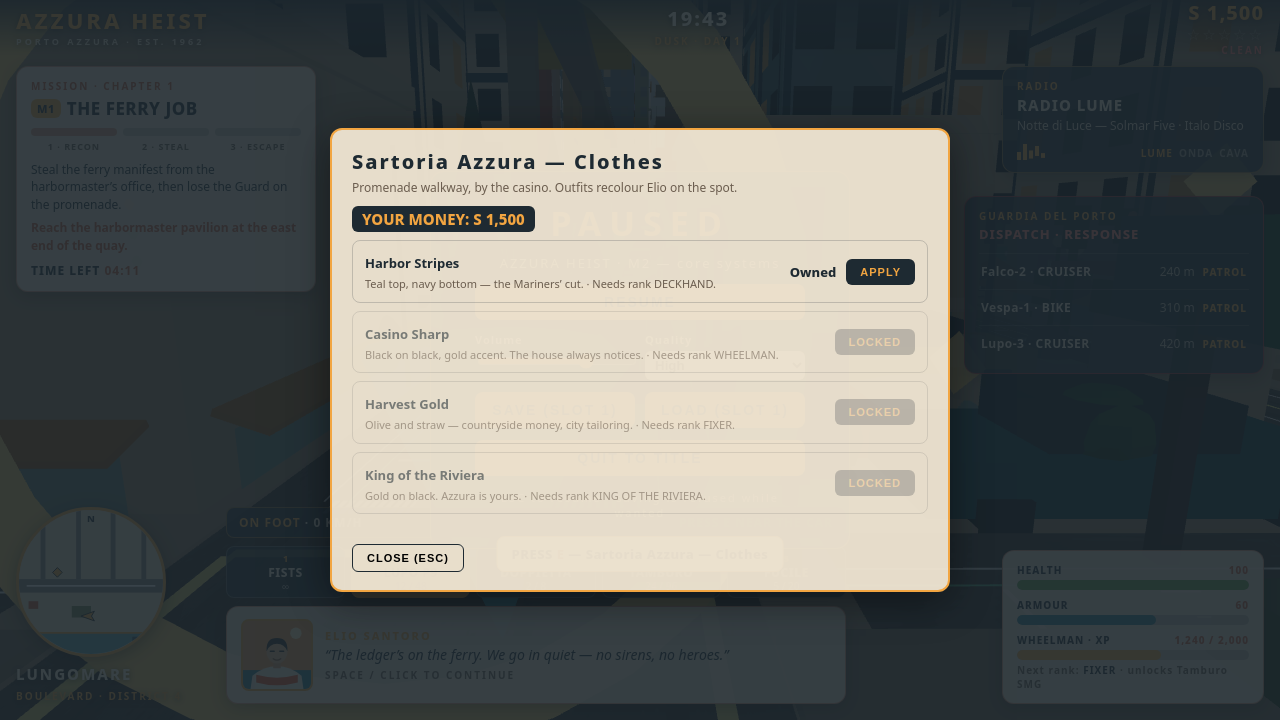 AZZURA HEIST
PORTO AZZURA · EST. 1962
19:43
S 1,500
CLEAN
MISSION · CHAPTER 1
M1 THE FERRY JOB
1 · RECON 2 · STEAL 3 · ESCAPE
Steal the ferry manifest from the
harbormaster's office, then lose the Guard on
the promenade.
Reach the harbormaster pavilion at the east
end of the quay.
TIME LEFT 04:11
RADIO
RADIO LUME
Notte di Luce — Solmar Five · Italo Disco
LUME ONDA CAVA
GUARDIA DEL PORTO
DISPATCH · RESPONSE
Falco-2 · CRUISER 240 m PATROL
Vespa-1 · BIKE 310 m PATROL
Lupo-3 · CRUISER 420 m PATROL
Sartoria Azzura — Clothes
Promenade walkway, by the casino. Outfits recolour Elio on the spot.
YOUR MONEY: S 1,500
PAUSED
Harbor Stripes
Teal top, navy bottom — the Mariners’ cut. · Needs rank DECKHAND.
Owned APPLY
Casino Sharp
Black on black, gold accent. The house always notices. · Needs rank WHEELMAN.
LOCKED
Harvest Gold
Olive and straw — countryside money, city tailoring. · Needs rank FIXER.
LOCKED
King of the Riviera
Gold on black. Azzura is yours. · Needs rank KING OF THE RIVIERA.
LOCKED
CLOSE (ESC)
PRESS E — Sartoria Azzura — Clothes
N
ON FOOT · 0
1
FISTS
LUNGOMARE
ELIO SANTORO
“The ledger’s on the ferry. We go in quiet — no sirens, no heroes.”
SPACE / CLICK TO CONTINUE
HEALTH 100
ARMOUR 60
WHEELMAN · XP 1,240 / 2,000
Next rank: FIXER · unlocks Tamburo
SMG